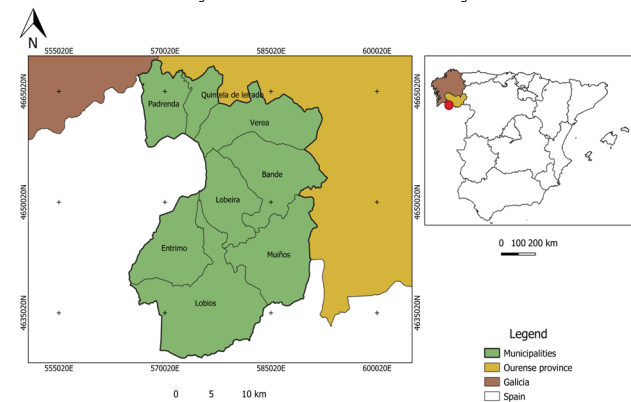 N
555020E 570020E 585020E 600020E
4665020N 4665020N
4650020N 4650020N
4635020N 4635020N
Padrenda
Quintela de leirado
Verea
Bande
Lobeira
Entrimo
Muiños
Lobios
555020E 570020E 585020E 600020E
0 5 10 km
0 100 200 km
Legend
Municipalities
Ourense province
Galicia
Spain